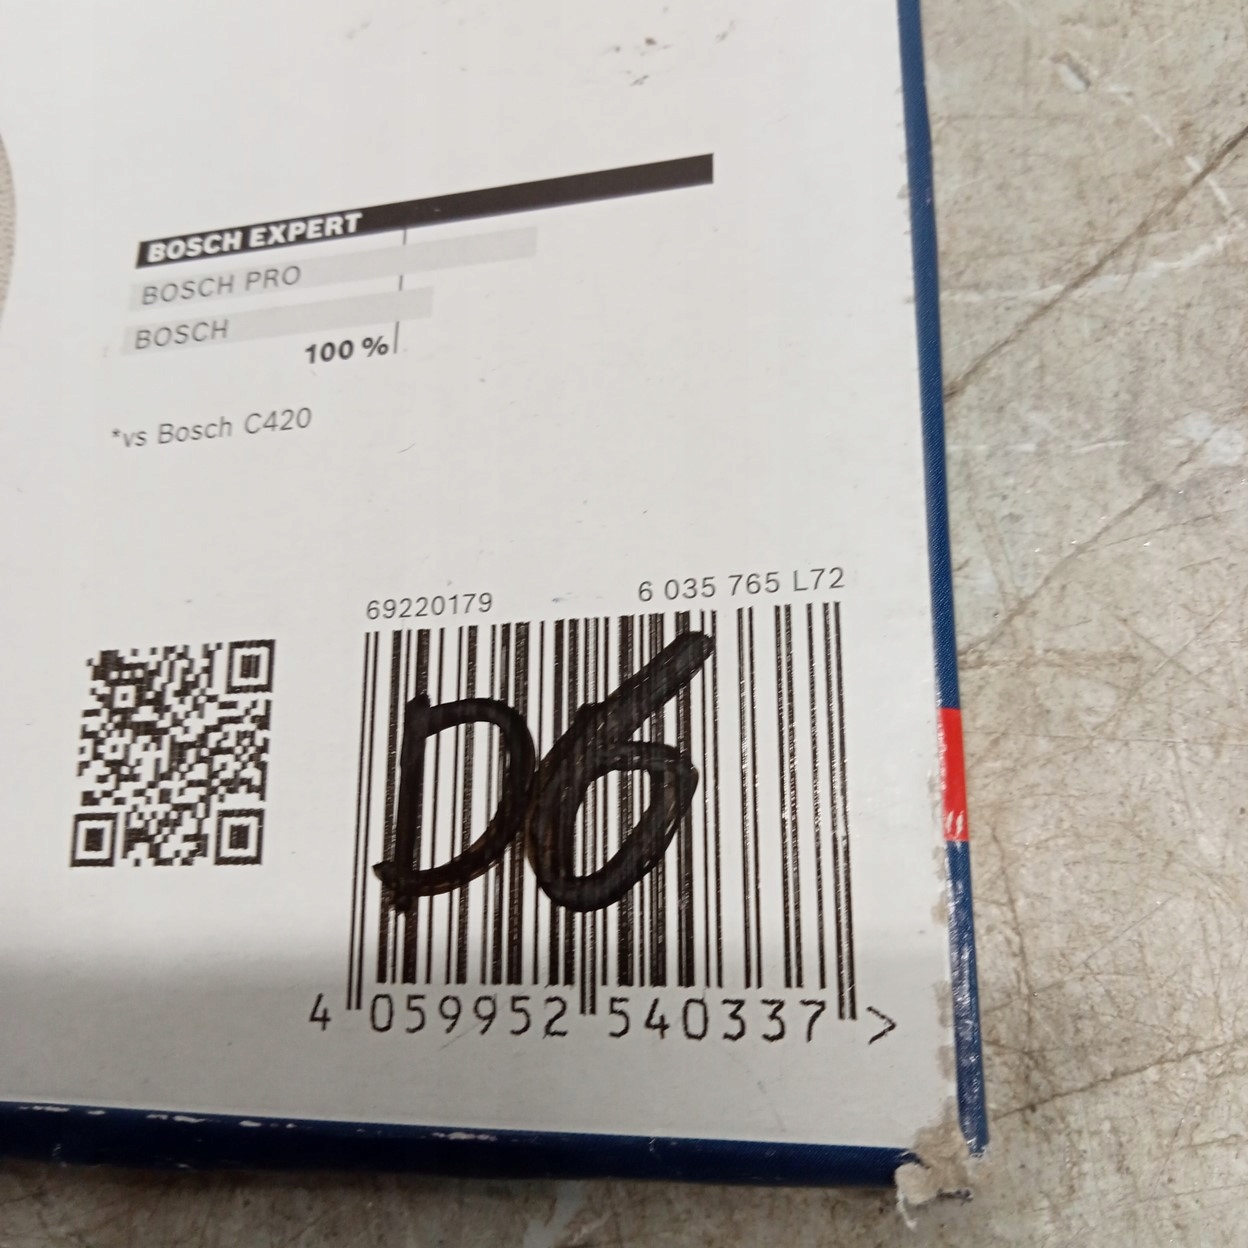 BOSCH EXPERT
BOSCH PRO
BOSCH
100 %
*vs Bosch C420
69220179 6 035 765 L72
D6
4 059952 540337 >